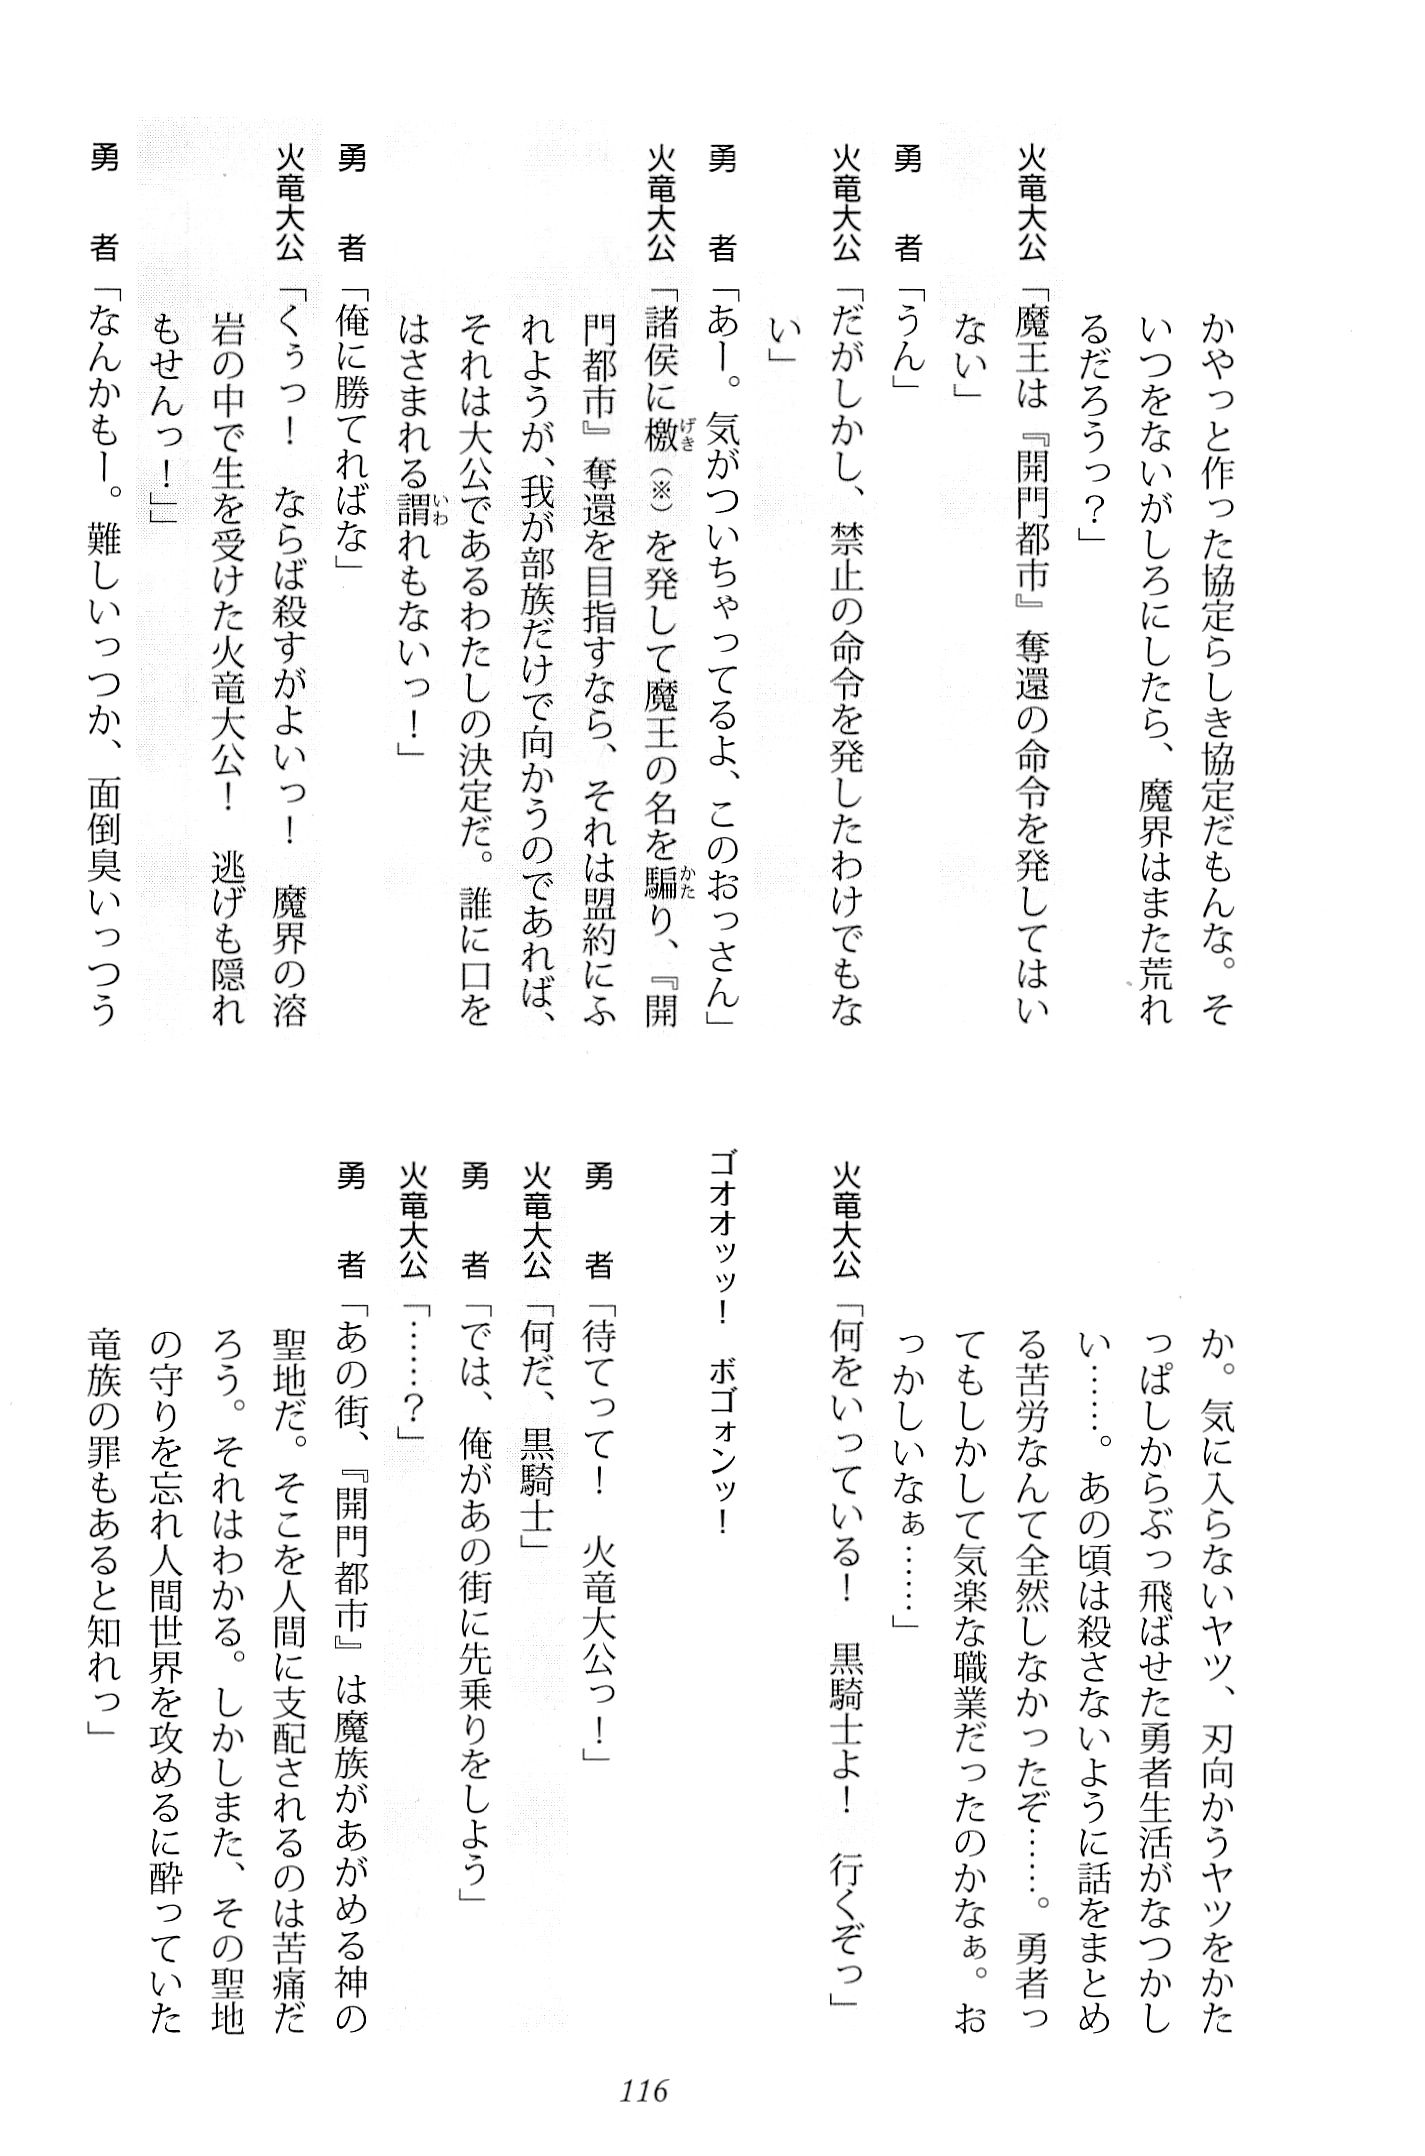 かやっと作った協定らしき協定だもんな。そ
いつをないがしろにしたら、魔界はまた荒れ
るだろうっ？」
火竜大公「魔王は『開門都市』奪還の命令を発してはい
ない」
勇　者「うん」
火竜大公「だがしかし、禁止の命令を発したわけでもな
い」
勇　者「あー。気がついちゃってるよ、このおっさん」
火竜大公「諸侯に檄（※）を発して魔王の名を騙り、『開
門都市』奪還を目指すなら、それは盟約にふ
れようが、我が部族だけで向かうのであれば、
それは大公であるわたしの決定だ。誰に口を
はさまれる謂れもないっ！」
勇　者「俺に勝てればな」
火竜大公「くぅっ！　ならば殺すがよいっ！　魔界の溶
岩の中で生を受けた火竜大公！　逃げも隠れ
もせんっ！」」
勇　者「なんかもー。難しいっつか、面倒臭いっつう
か。気に入らないヤツ、刃向かうヤツをかた
っぱしからぶっ飛ばせた勇者生活がなつかし
い……。あの頃は殺さないように話をまとめ
る苦労なんて全然しなかったぞ……。勇者っ
てもしかして気楽な職業だったのかなぁ。お
っかしいなぁ……」
火竜大公「何をいっている！　黒騎士よ！　行くぞっ」
ゴオオッッ！　ボゴォンッ！
勇　者「待てって！　火竜大公っ！」
火竜大公「何だ、黒騎士」
勇　者「では、俺があの街に先乗りをしよう」
火竜大公「……？」
勇　者「あの街、『開門都市』は魔族があがめる神の
聖地だ。そこを人間に支配されるのは苦痛だ
ろう。それはわかる。しかしまた、その聖地
の守りを忘れ人間世界を攻めるに酔っていた
竜族の罪もあると知れっ」
116